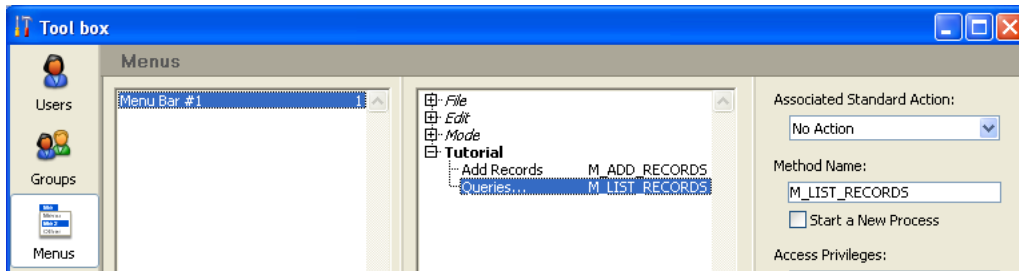 Tool box
Menus
Users
Groups
Menus
Menu Bar #1 1
File
Edit
Mode
Tutorial
Add Records M_ADD_RECORDS
Queries... M_LIST_RECORDS
Associated Standard Action:
No Action
Method Name:
M_LIST_RECORDS
Start a New Process
Access Privileges: